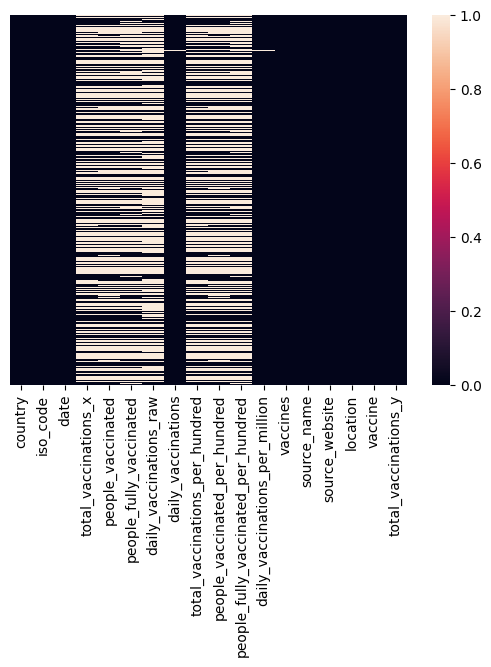 1.0
0.8
0.6
0.4
0.2
0.0
country
iso_code
date
total_vaccinations_x
people_vaccinated
people_fully_vaccinated
daily_vaccinations_raw
daily_vaccinations
total_vaccinations_per_hundred
people_vaccinated_per_hundred
people_fully_vaccinated_per_hundred
daily_vaccinations_per_million
vaccines
source_name
source_website
location
vaccine
total_vaccinations_y